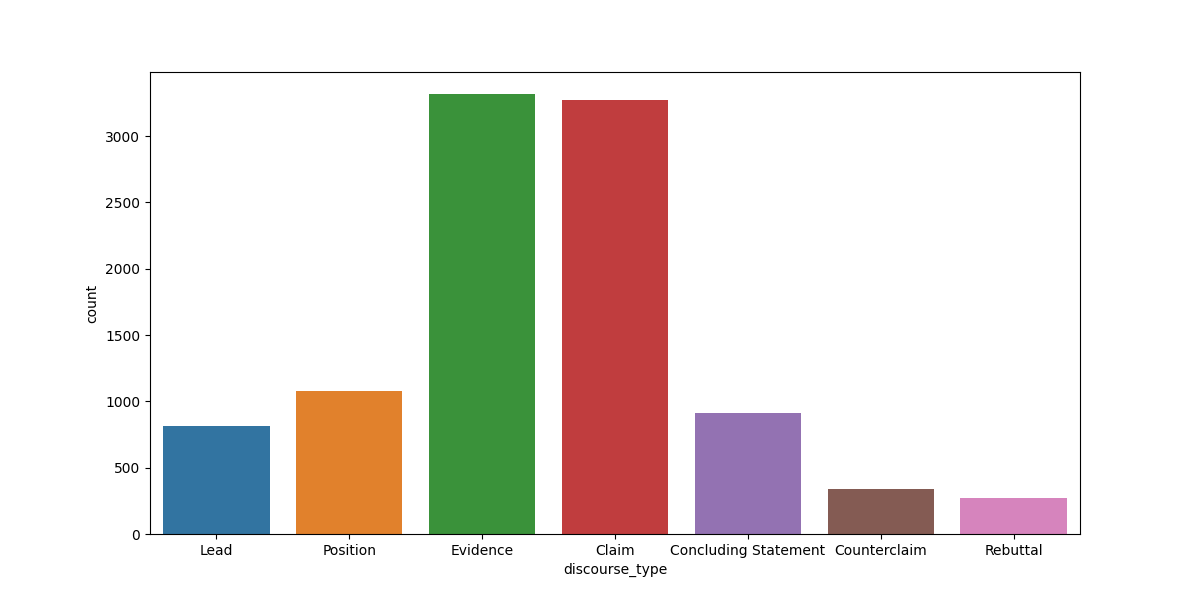 3000
2500
2000
1500
1000
500
0
count
Lead Position Evidence Claim Concluding Statement Counterclaim Rebuttal
discourse_type